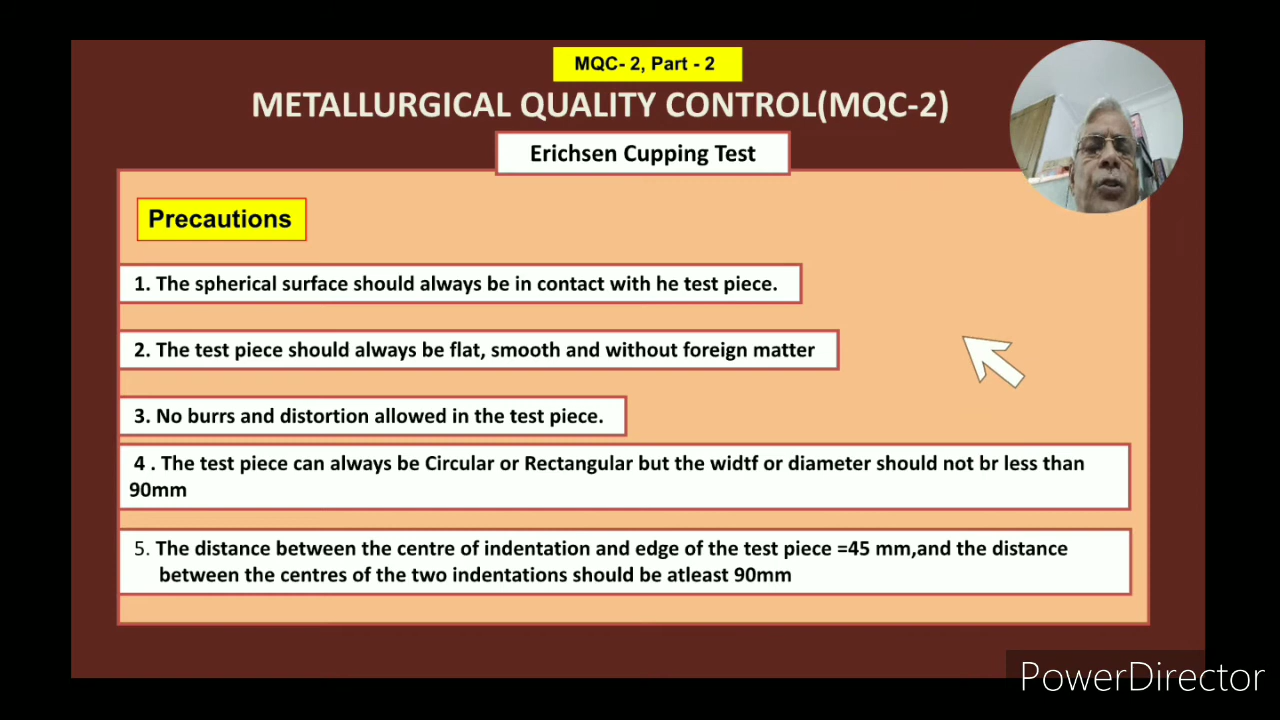 MQC- 2, Part - 2
METALLURGICAL QUALITY CONTROL(MQC-2)
Erichsen Cupping Test
Precautions
1. The spherical surface should always be in contact with he test piece.
2. The test piece should always be flat, smooth and without foreign matter
3. No burrs and distortion allowed in the test piece.
4 . The test piece can always be Circular or Rectangular but the widtf or diameter should not br less than
90mm
5. The distance between the centre of indentation and edge of the test piece =45 mm,and the distance
between the centres of the two indentations should be atleast 90mm
PowerDirector